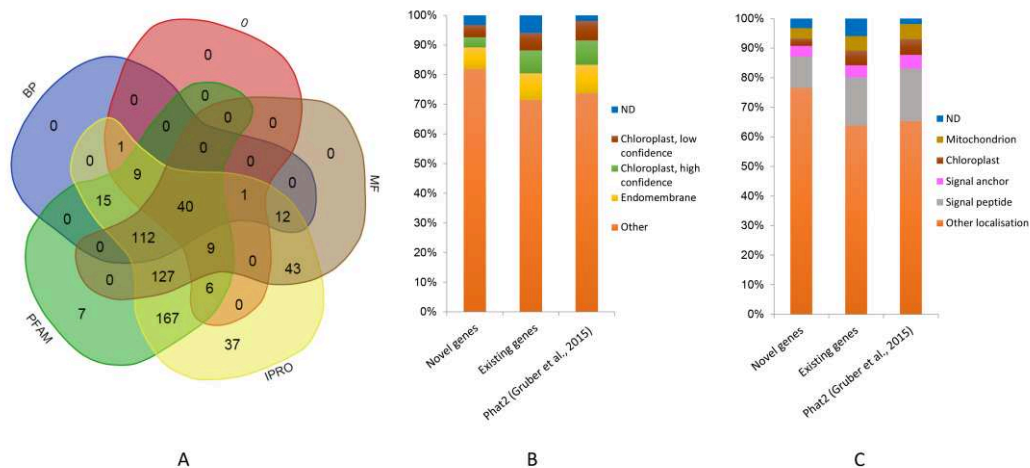 0
BP
MF
PFAM
IPRO
0
0
0
0
0
0
0
0
0
1
0
0
0
9
15
40
1
0
12
0
112
0
9
0
43
0
127
6
0
7
167
37
A
100%
90%
80%
70%
60%
50%
40%
30%
20%
10%
0%
ND
Chloroplast, low
confidence
Chloroplast, high
confidence
Endomembrane
Other
Novel genes
Existing genes
Phat2 (Gruber et al., 2015)
B
100%
90%
80%
70%
60%
50%
40%
30%
20%
10%
0%
ND
Mitochondrion
Chloroplast
Signal anchor
Signal peptide
Other localisation
Novel genes
Existing genes
Phat2 (Gruber et al., 2015)
C